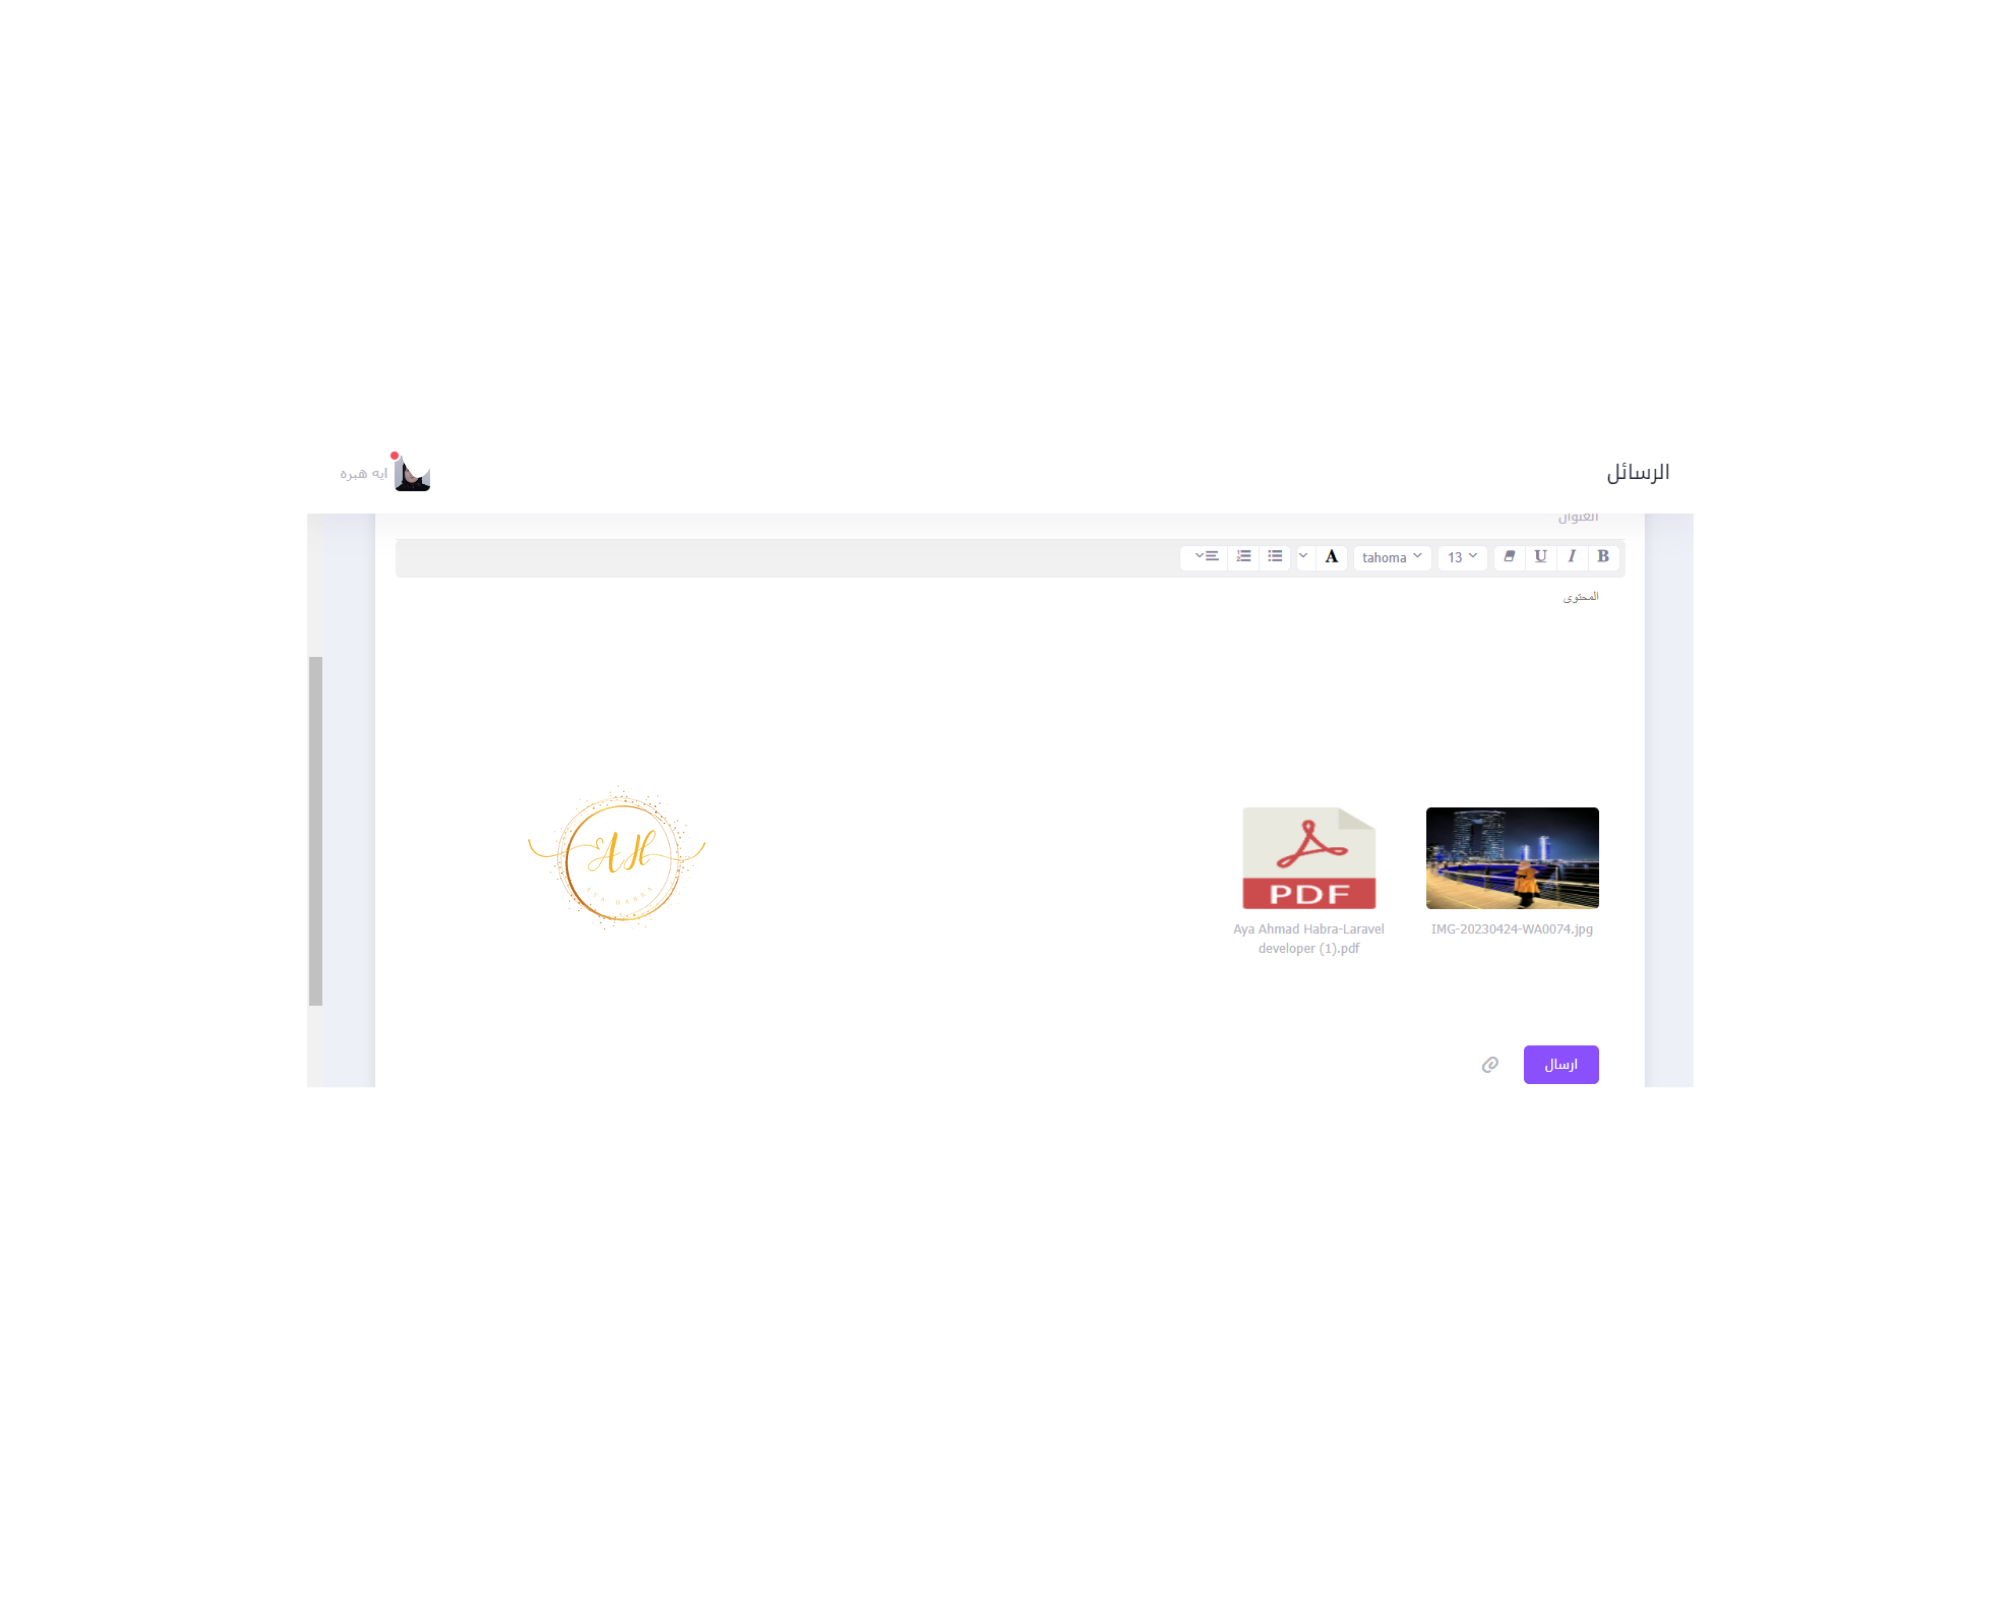 الرسائل
ايه هبره
العنوان
B I U 13 tahoma A
المحتوى
PDF
IMG-20230424-WA0074.jpg
Aya Ahmad Habra-Laravel
developer (1).pdf
AH
ارسال